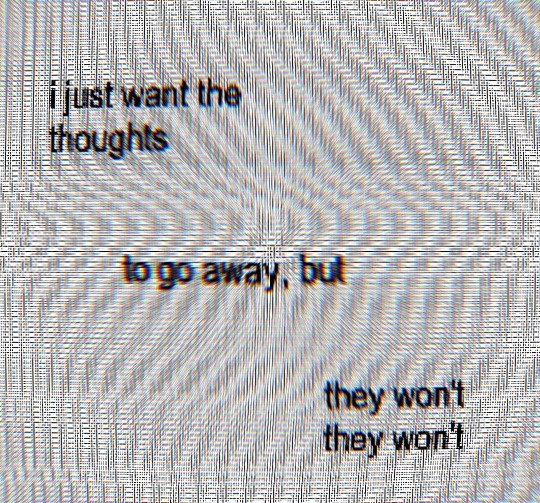 i just want the
thoughts
to go away, but
they won't
they won't